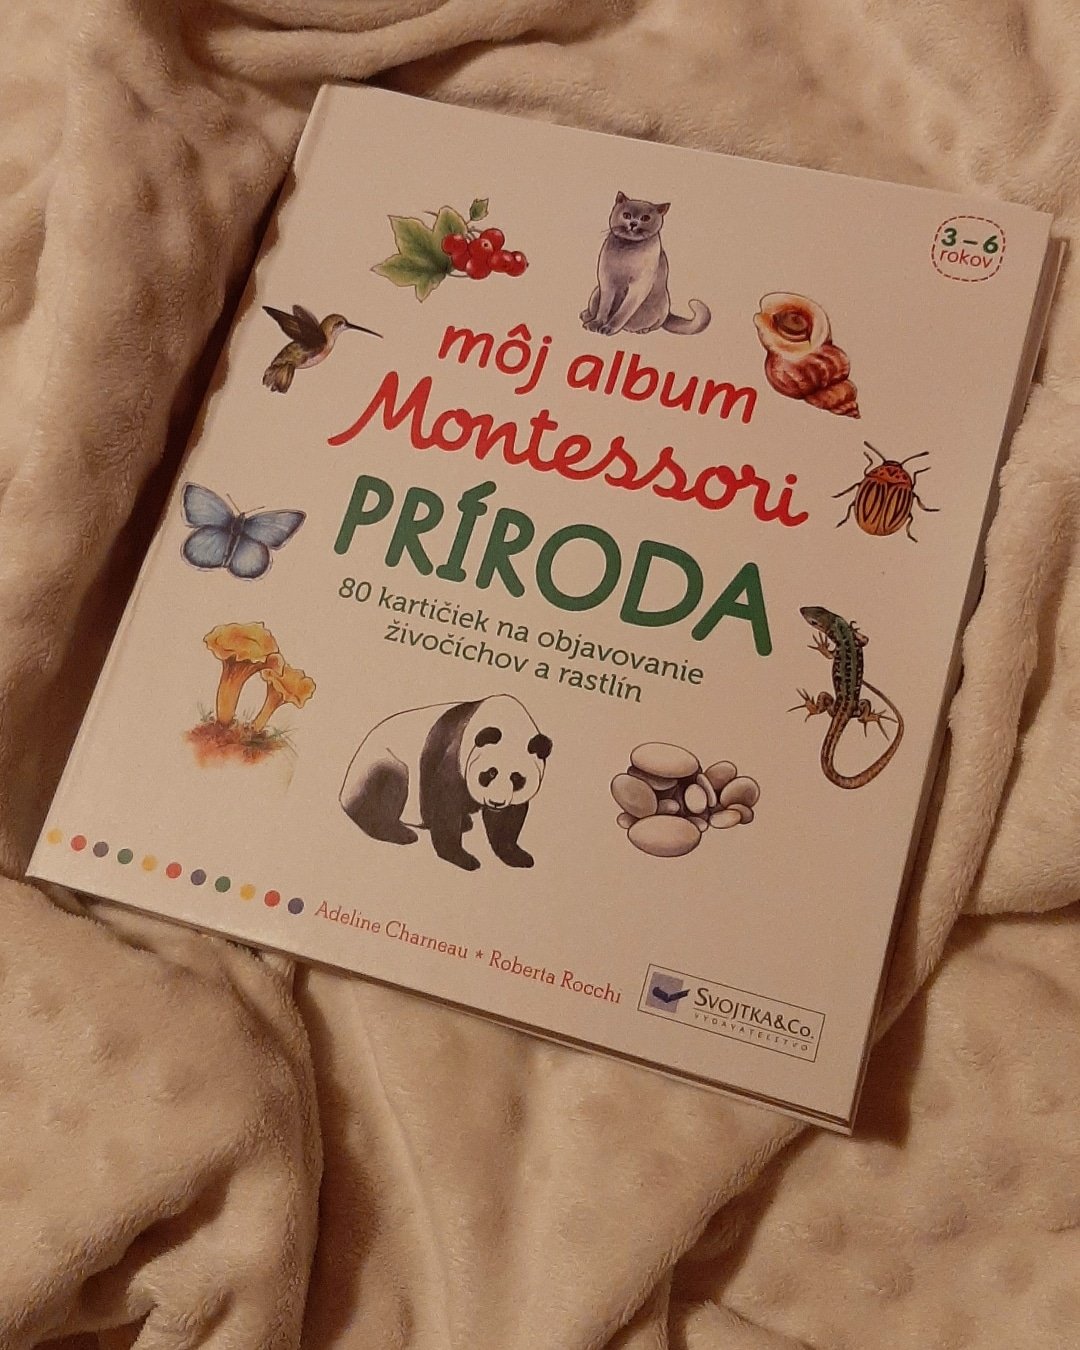 3 – 6
rokov
môj album
Montessori
PRÍRODA
80 kartičiek na objavovanie
živočíchov a rastlín
Adeline Charneau * Roberta Rocchi
SVOJTKA&CO.
VYDAVATEĽSTVO